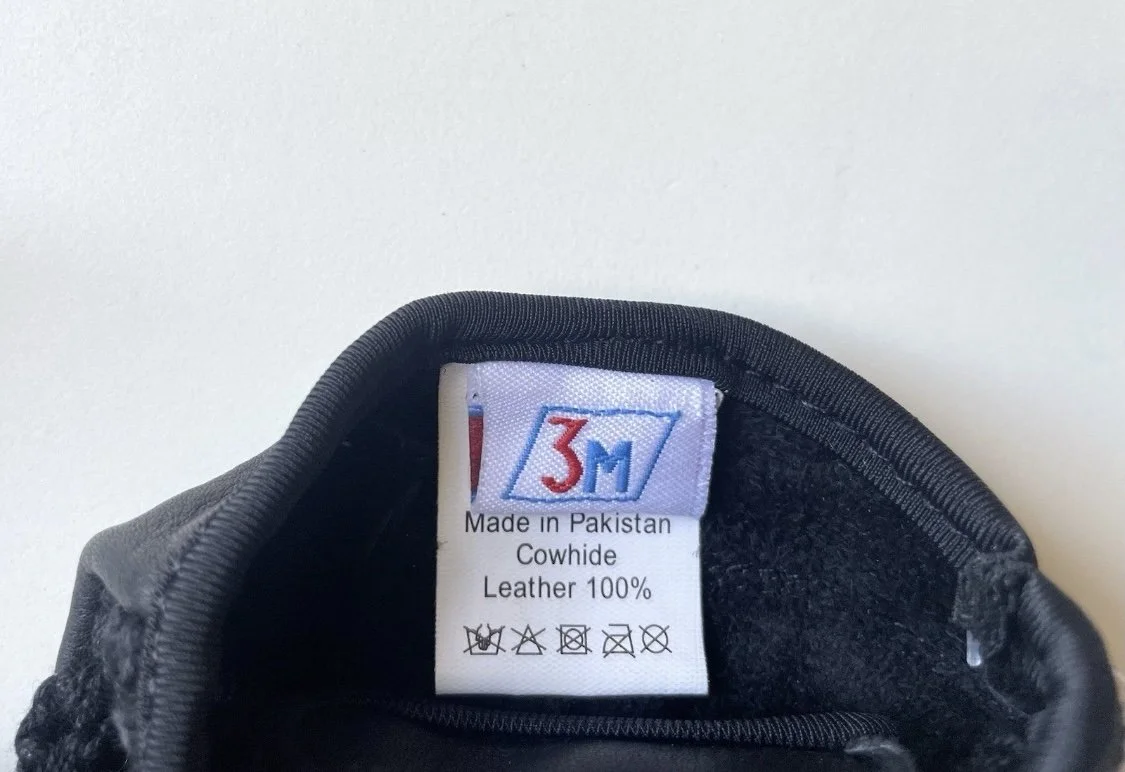 3M
Made in Pakistan
Cowhide
Leather 100%